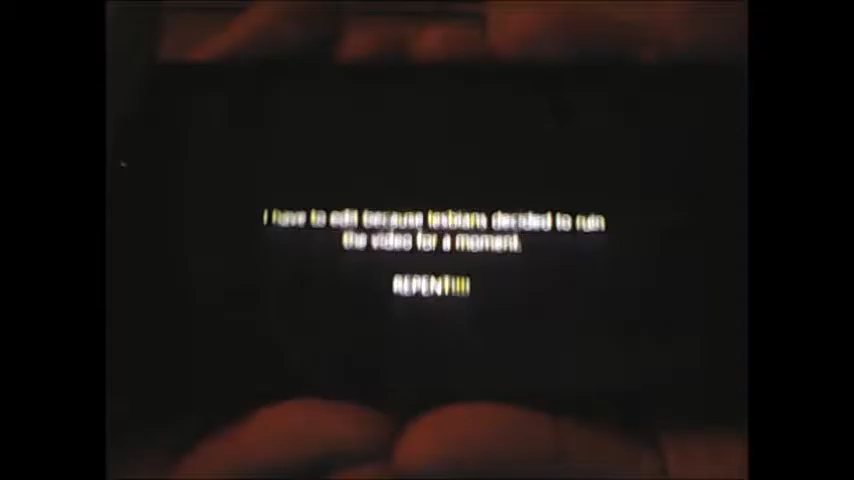 I have to edit because lesbians decided to ruin
the video for a moment
REPENT!!!!